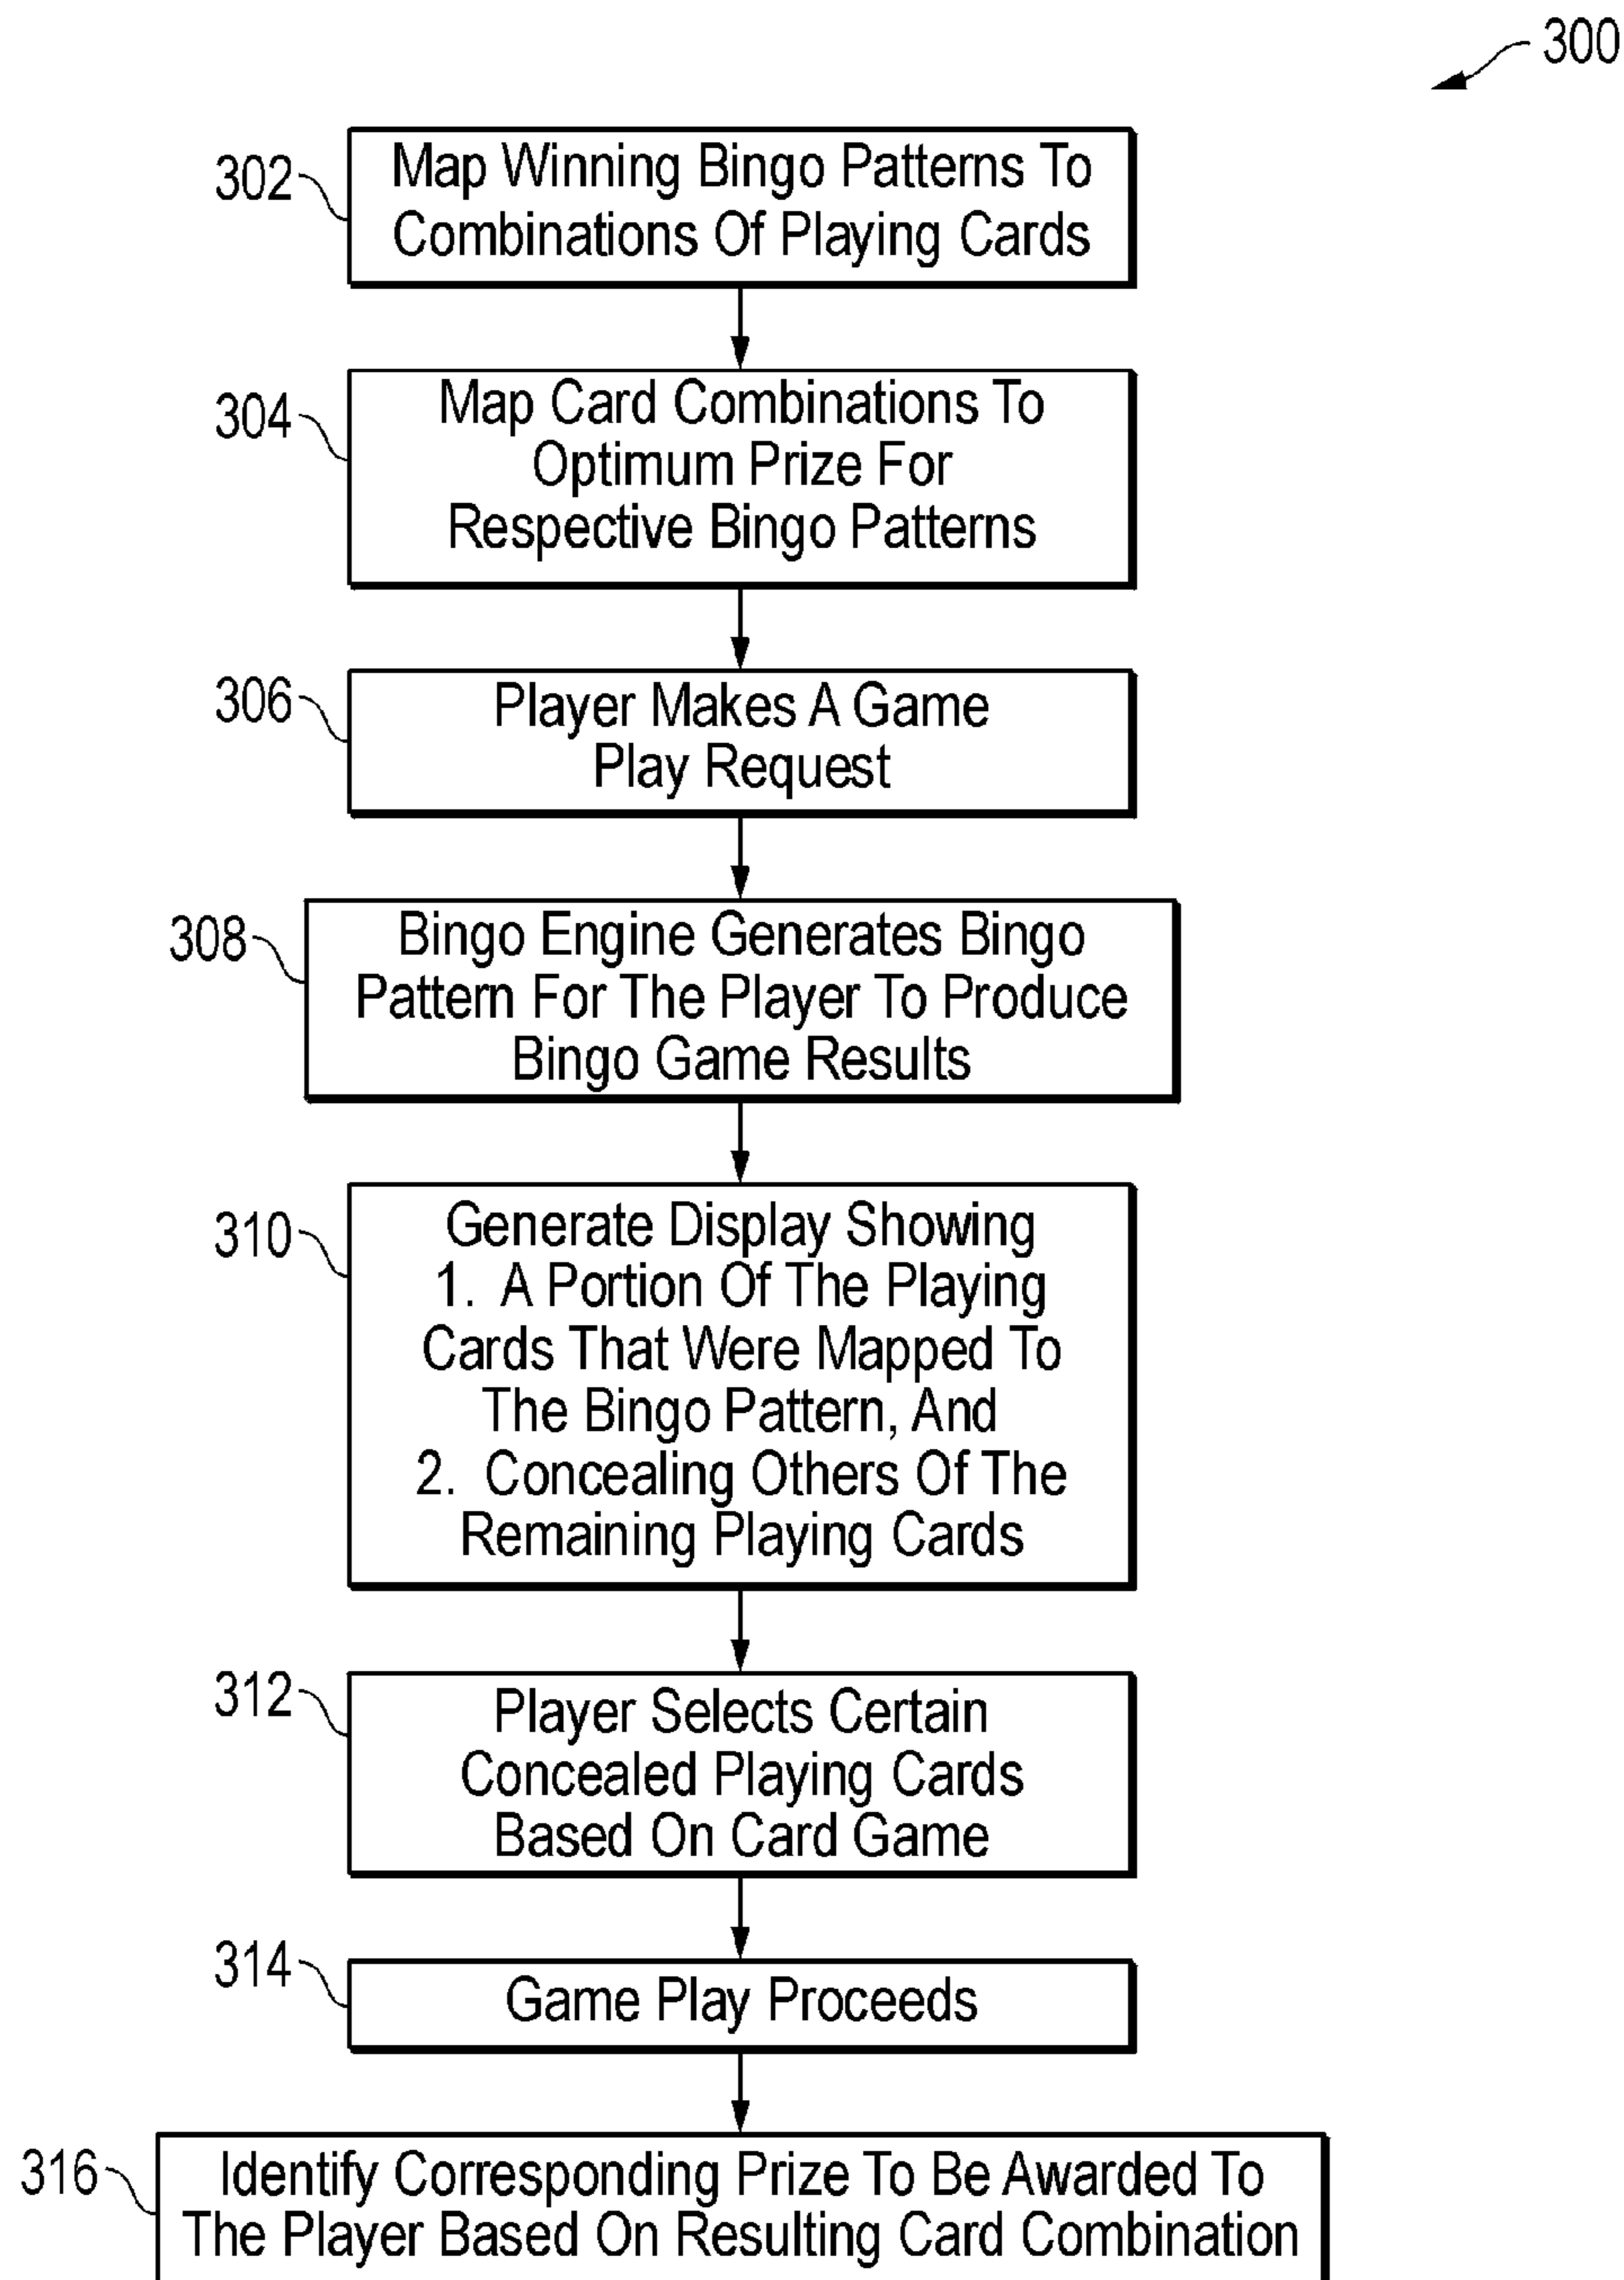 300
302
Map Winning Bingo Patterns To
Combinations Of Playing Cards
304
Map Card Combinations To
Optimum Prize For
Respective Bingo Patterns
306
Player Makes A Game
Play Request
308
Bingo Engine Generates Bingo
Pattern For The Player To Produce
Bingo Game Results
310
Generate Display Showing
1. A Portion Of The Playing
Cards That Were Mapped To
The Bingo Pattern, And
2. Concealing Others Of The
Remaining Playing Cards
312
Player Selects Certain
Concealed Playing Cards
Based On Card Game
314
Game Play Proceeds
316
Identify Corresponding Prize To Be Awarded To
The Player Based On Resulting Card Combination